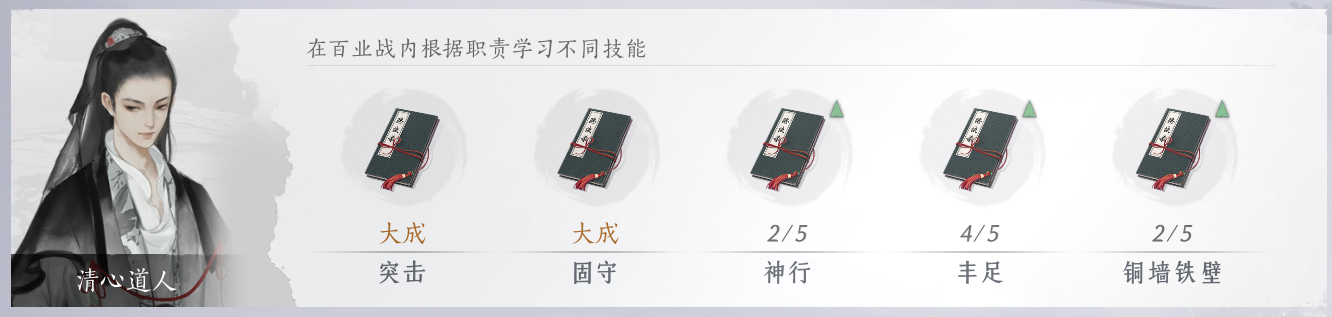 在百业战内根据职责学习不同技能
大成 大成 2/5 4/5 2/5
突击 固守 神行 丰足 铜墙铁壁
清心道人